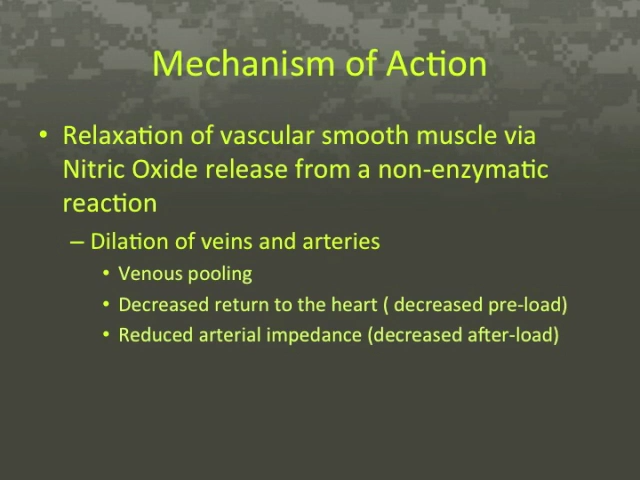 Mechanism of Action
• Relaxation of vascular smooth muscle via
Nitric Oxide release from a non-enzymatic
reaction
– Dilation of veins and arteries
• Venous pooling
• Decreased return to the heart ( decreased pre-load)
• Reduced arterial impedance (decreased after-load)